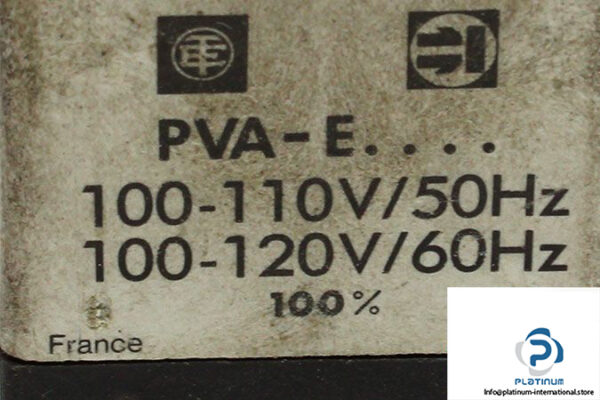 PVA-E....
100-110V/50Hz
100-120V/60Hz
100%
France
PLATINUM
Info@platinum-international.store